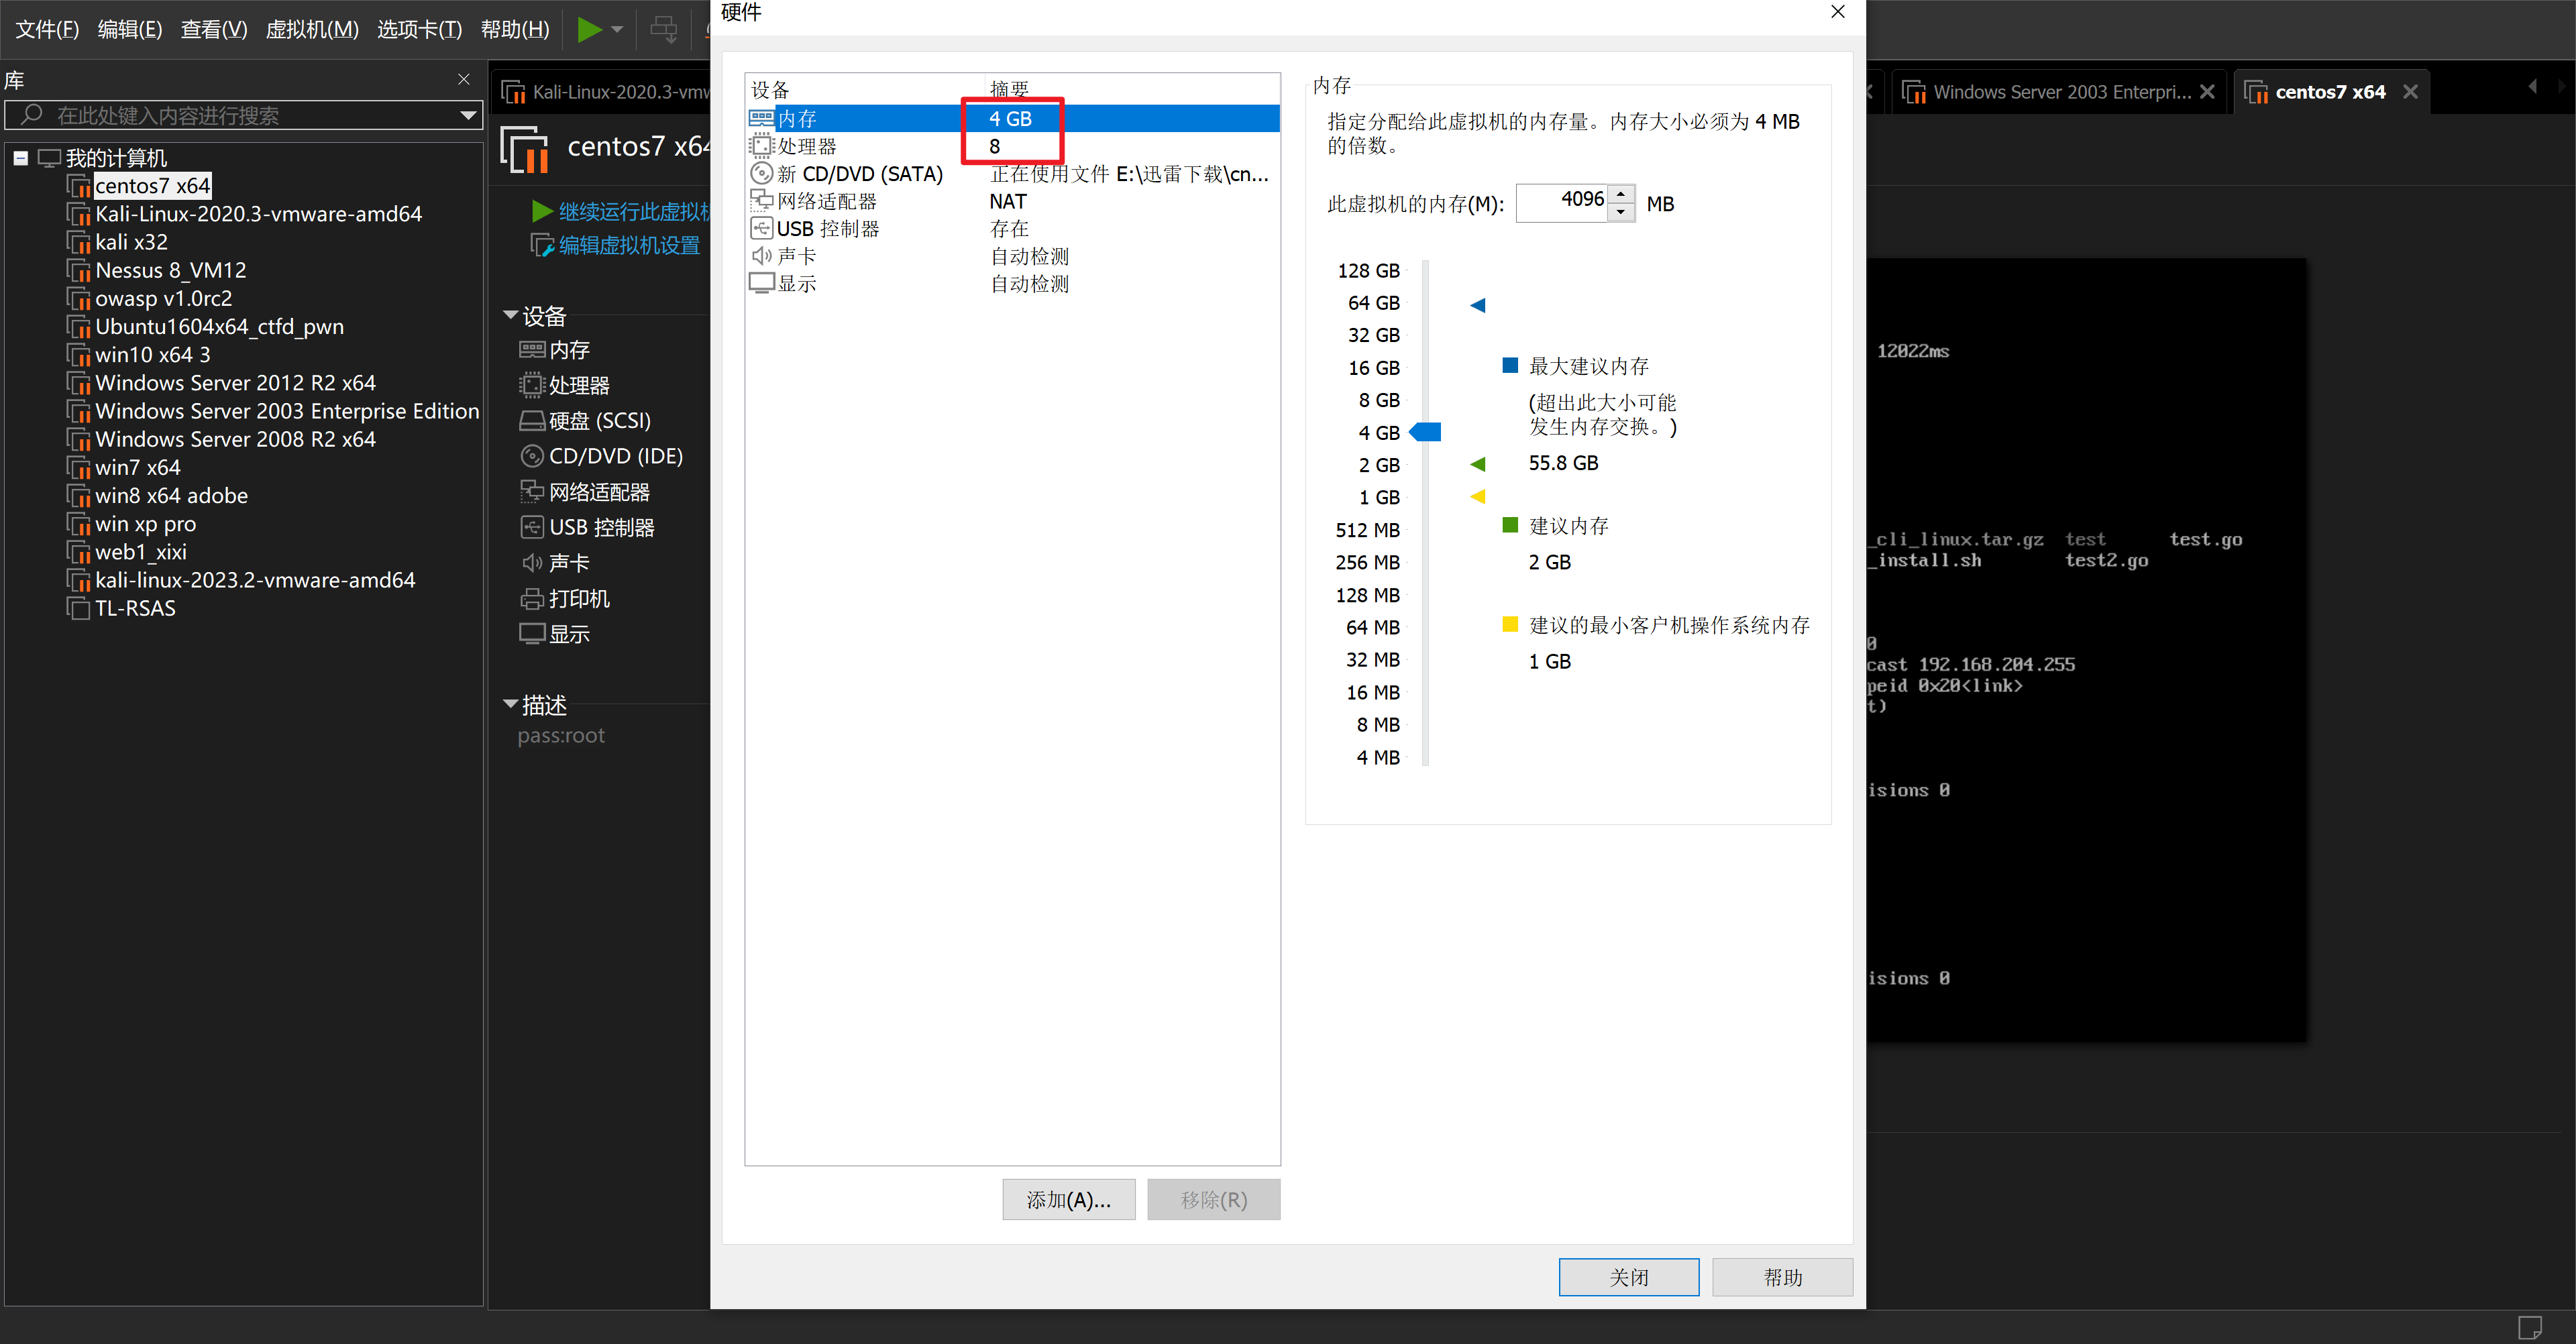 文件(F) 编辑(E) 查看(V) 虚拟机(M) 选项卡(T) 帮助(H)
库
在此处键入内容进行搜索
我的计算机
centos7 x64
Kali-Linux-2020.3-vmware-amd64
kali x32
Nessus 8_VM12
owasp v1.0rc2
Ubuntu1604x64_ctfd_pwn
win10 x64 3
Windows Server 2012 R2 x64
Windows Server 2003 Enterprise Edition
Windows Server 2008 R2 x64
win7 x64
win8 x64 adobe
win xp pro
web1_xixi
kali-linux-2023.2-vmware-amd64
TL-RSAS
Kali-Linux-2020.3-vmw
centos7 x64
继续运行此虚拟机
编辑虚拟机设置
设备
内存
处理器
硬盘 (SCSI)
CD/DVD (IDE)
网络适配器
USB 控制器
声卡
打印机
显示
描述
pass:root
硬件
设备 摘要
内存 4 GB
处理器 8
新 CD/DVD (SATA) 正在使用文件 E:\迅雷下载\cn...
网络适配器 NAT
USB 控制器 存在
声卡 自动检测
显示 自动检测
添加(A)... 移除(R)
内存
指定分配给此虚拟机的内存量。内存大小必须为 4 MB
的倍数。
此虚拟机的内存(M): 4096 MB
128 GB
64 GB
32 GB
16 GB
8 GB
4 GB
2 GB
1 GB
512 MB
256 MB
128 MB
64 MB
32 MB
16 MB
8 MB
4 MB
最大建议内存
(超出此大小可能
发生内存交换。)
55.8 GB
建议内存
2 GB
建议的最小客户机操作系统内存
1 GB
关闭 帮助
Windows Server 2003 Enterpri... centos7 x64
12022ms
_cli_linux.tar.gz test test.go
_install.sh test2.go
0
cast 192.168.204.255
peid 0x20<link>
t)
isions 0
isions 0